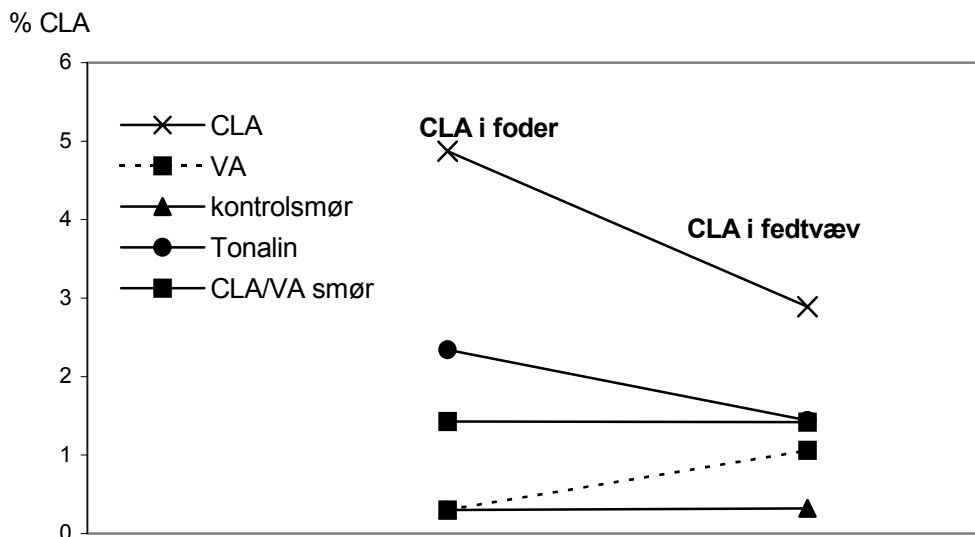 % CLA
6
5
4
3
2
1
0
CLA
VA
kontrolsmør
Tonalin
CLA/VA smør
CLA i foder
CLA i fedtvæv